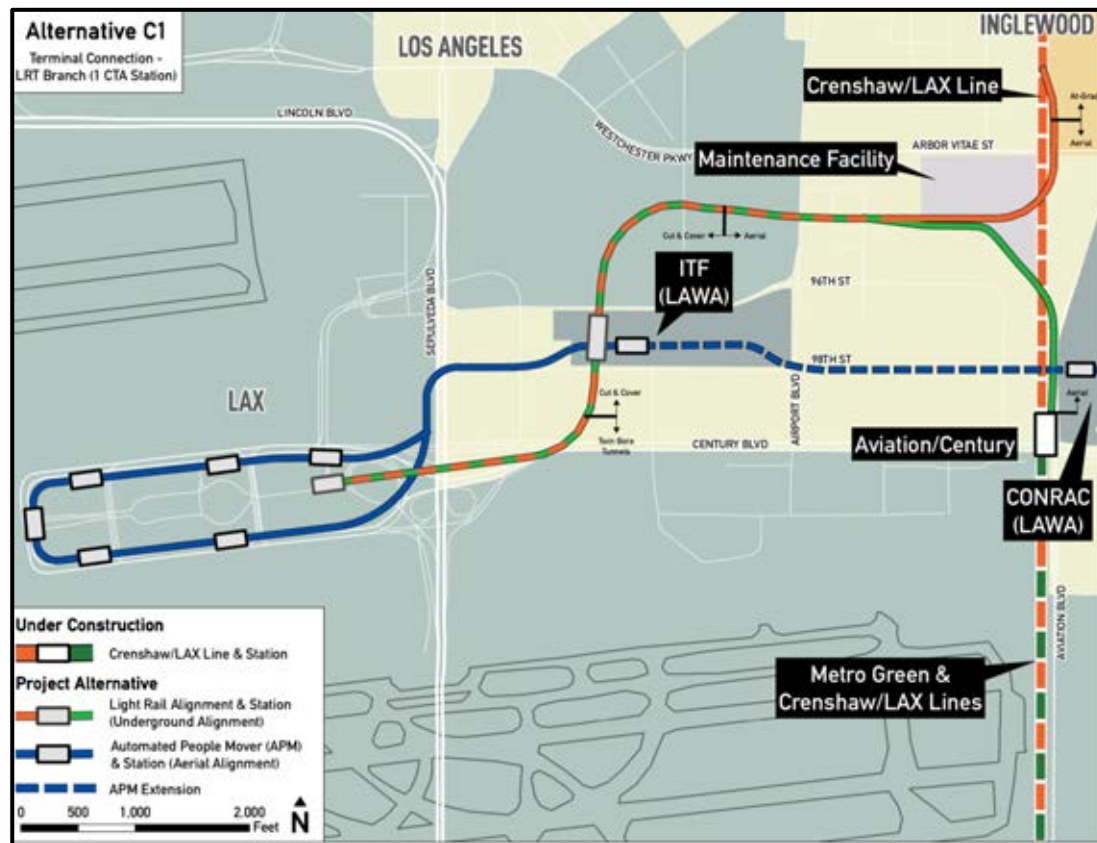 Alternative C1
Terminal Connection -
LRT Branch (1 CTA Station)
LOS ANGELES
INGLEWOOD
Crenshaw/LAX Line
At-Grade
Aerial
LINCOLN BLVD
WESTCHESTER PKWY
ARBOR VITAE ST
Maintenance Facility
Cut & Cover
Aerial
ITF
(LAWA)
96TH ST
SEPULVEDA BLVD
98TH ST
LAX
Cut & Cover
Twin Bore
Tunnels
AIRPORT BLVD
CENTURY BLVD
Aerial
Aviation/Century
CONRAC
(LAWA)
AVIATION BLVD
Metro Green &
Crenshaw/LAX Lines
Under Construction
Crenshaw/LAX Line & Station
Project Alternative
Light Rail Alignment & Station
(Underground Alignment)
Automated People Mover (APM)
& Station (Aerial Alignment)
APM Extension
0 500 1,000 2,000
Feet
N